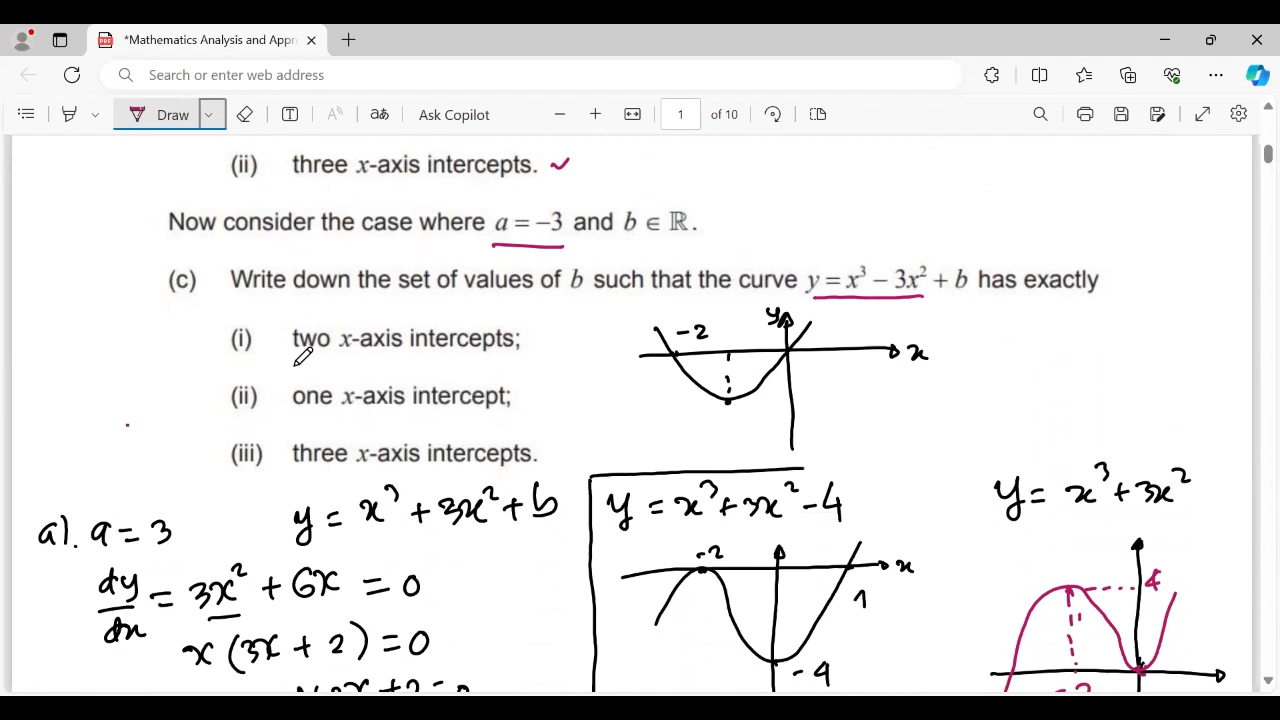 *Mathematics Analysis and Appr
Search or enter web address
Draw
aあ
Ask Copilot
1
of 10
(ii) three x-axis intercepts.
Now consider the case where a = −3 and b ∈ ℝ.
(c) Write down the set of values of b such that the curve y = x³ − 3x² + b has exactly
(i) two x-axis intercepts;
(ii) one x-axis intercept;
(iii) three x-axis intercepts.
-2
y
x
a). a = 3
y = x³ + 3x² + b
dy/dx = 3x² + 6x = 0
x (3x + 2) = 0
y = x³ + 3x² - 4
-2
x
1
-4
y = x³ + 3x²
4